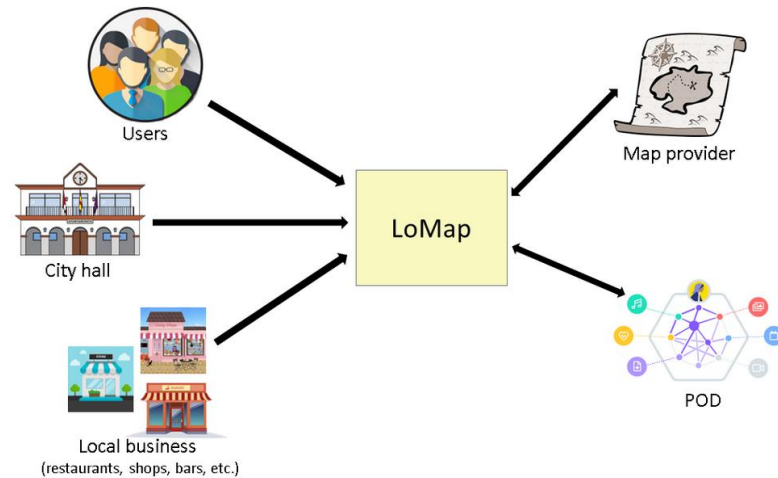 Users
Map provider
City hall
LoMap
POD
Local business
(restaurants, shops, bars, etc.)